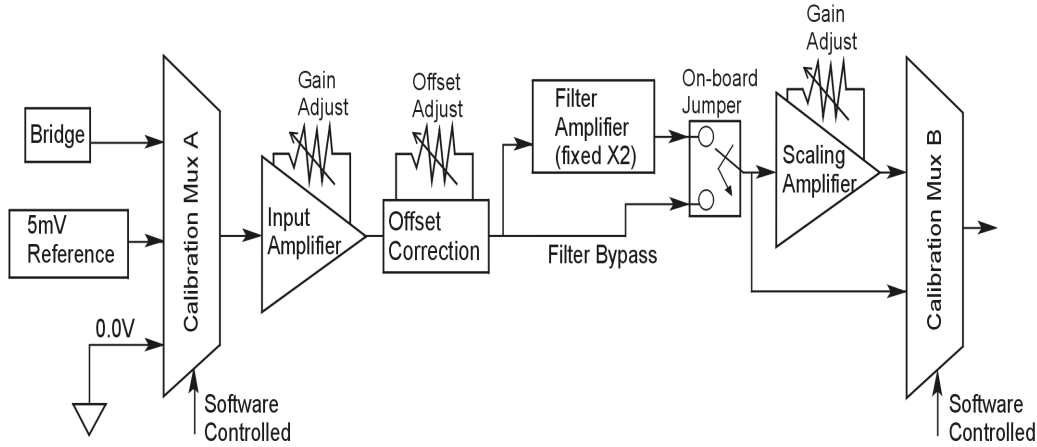 Bridge
5mV
Reference
0.0V
Calibration Mux A
Software
Controlled
Gain
Adjust
Input
Amplifier
Offset
Adjust
Offset
Correction
Filter
Amplifier
(fixed X2)
Filter Bypass
On-board
Jumper
Gain
Adjust
Scaling
Amplifier
Calibration Mux B
Software
Controlled